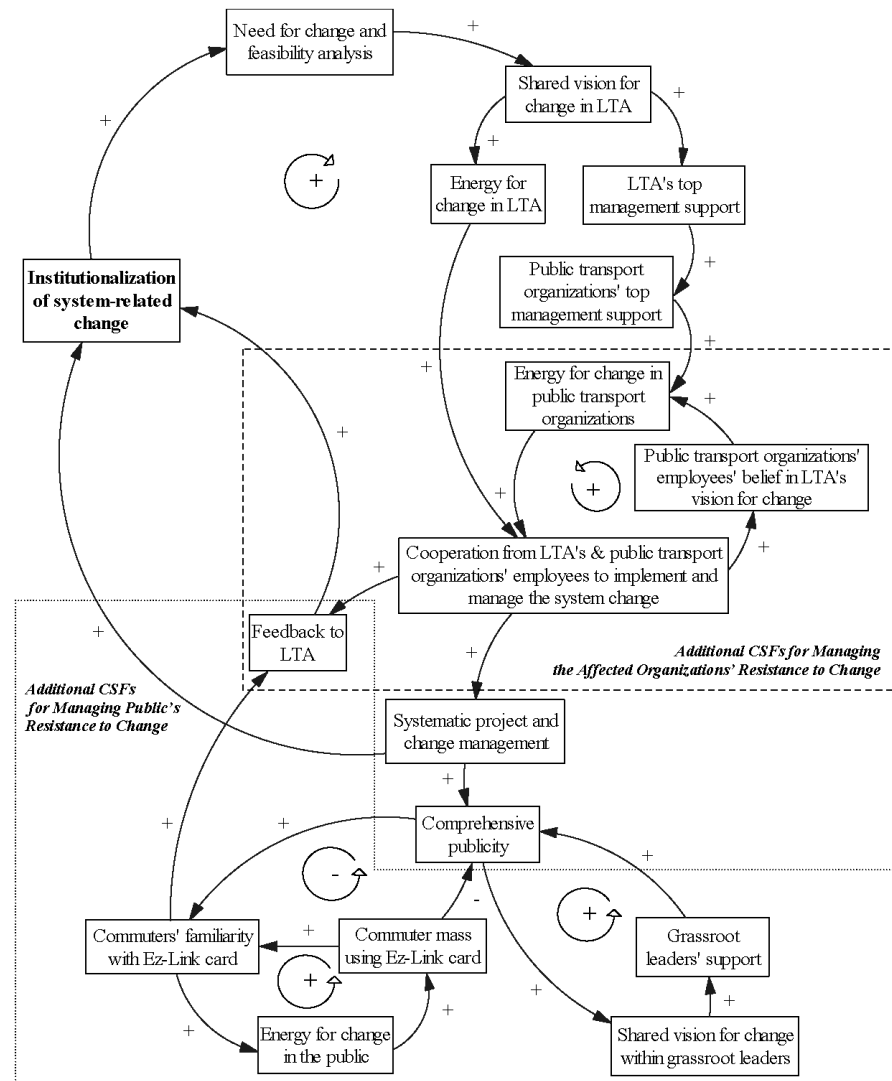 Need for change and
feasibility analysis
+
Shared vision for
change in LTA
+
+
+
Energy for
change in LTA
LTA's top
management support
+
+
Institutionalization
of system-related
change
Public transport
organizations' top
management support
+
+
Energy for change in
public transport
organizations
+
+
Public transport organizations'
employees' belief in LTA's
vision for change
+
+
+
Cooperation from LTA's & public transport
organizations' employees to implement and
manage the system change
+
+
Feedback to
LTA
+
+
Additional CSFs for Managing
the Affected Organizations' Resistance to Change
Additional CSFs
for Managing Public's
Resistance to Change
Systematic project and
change management
+
Comprehensive
publicity
+
+
+
-
-
+
Commuters' familiarity
with Ez-Link card
+
Commuter mass
using Ez-Link card
Grassroot
leaders' support
+
+
+
+
+
Energy for change
in the public
Shared vision for change
within grassroot leaders